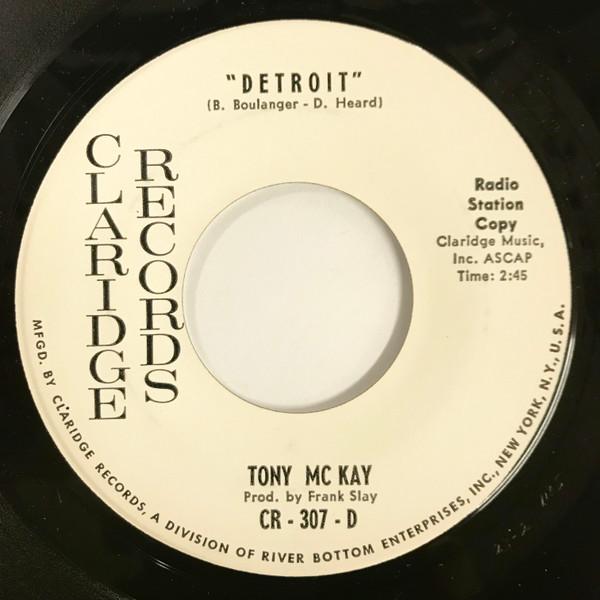 "DETROIT"
(B. Boulanger - D. Heard)
CLARIDGE
RECORDS
Radio
Station
Copy
Claridge Music,
Inc. ASCAP
Time: 2:45
TONY MC KAY
Prod. by Frank Slay
CR - 307 - D
MFGD. BY CLARIDGE RECORDS, A DIVISION OF RIVER BOTTOM ENTERPRISES, INC., NEW YORK, N.Y., U.S.A.